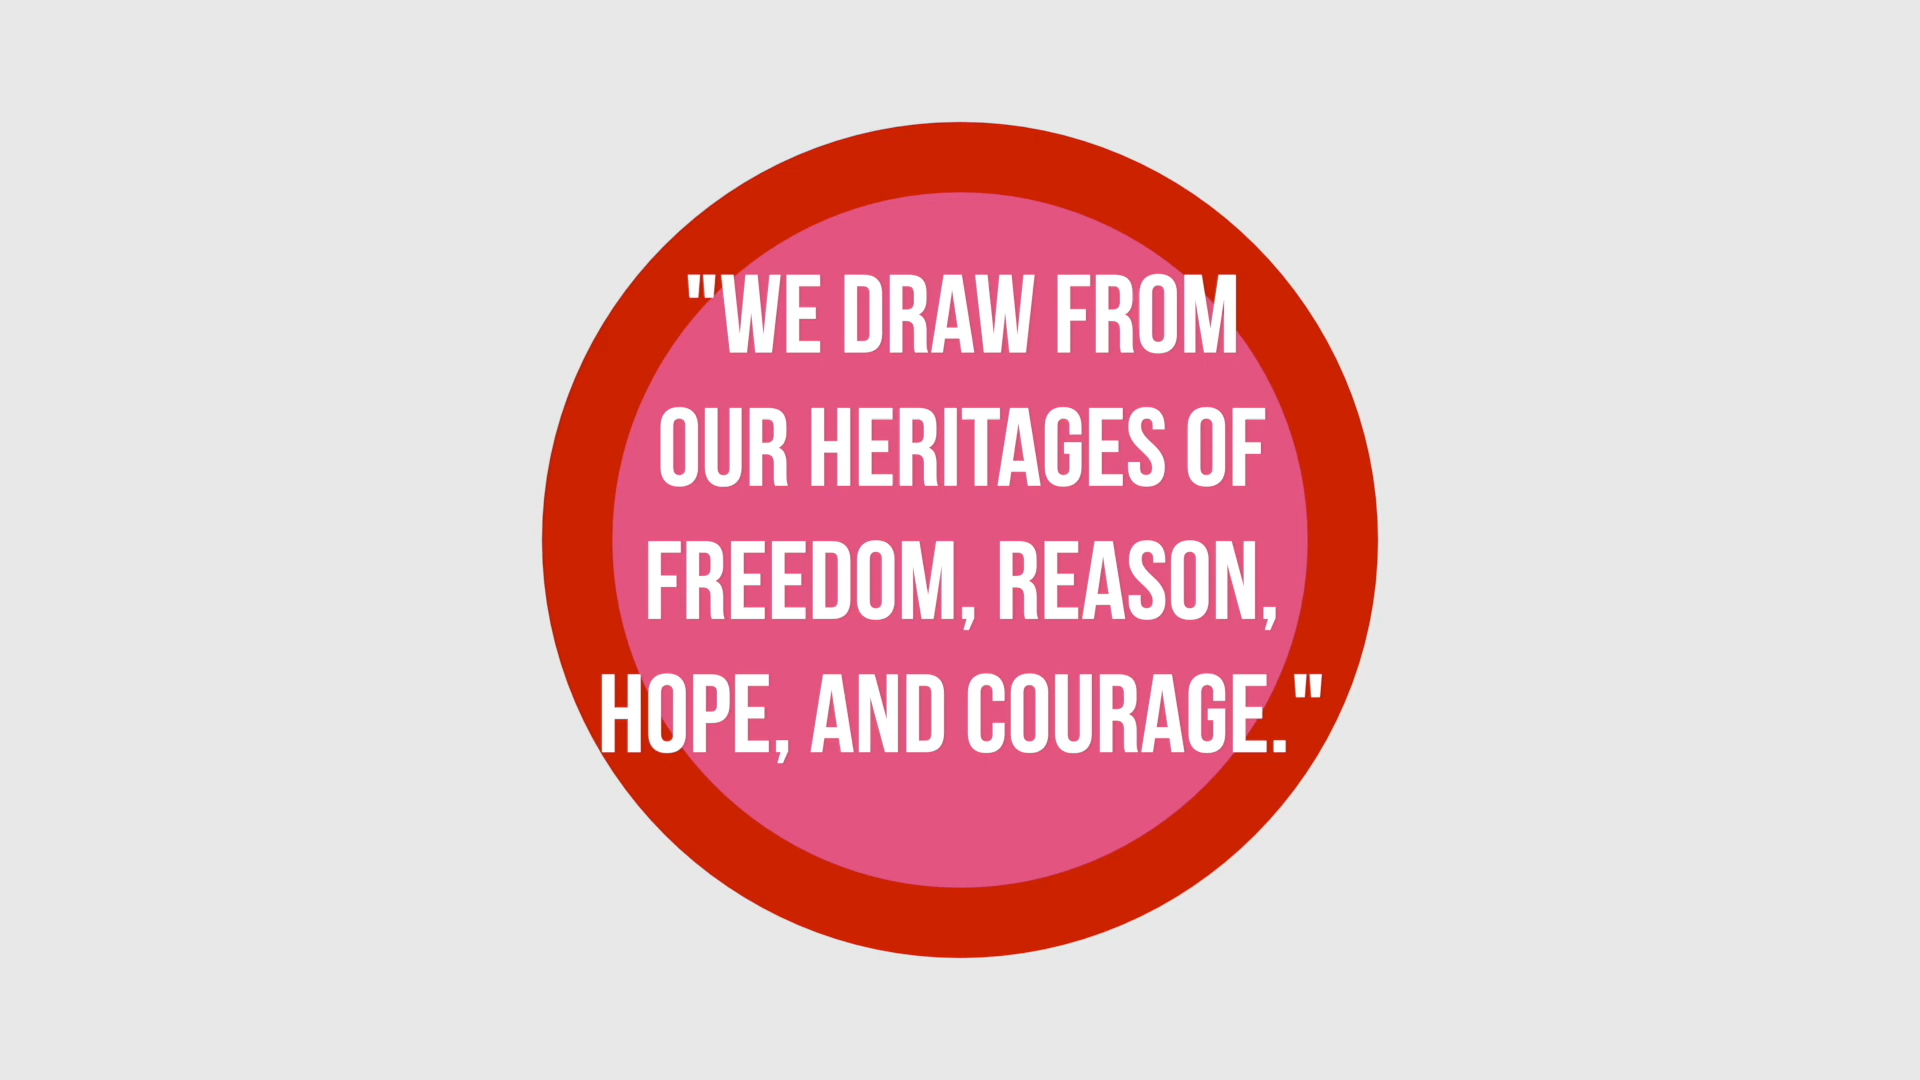 "WE DRAW FROM
OUR HERITAGES OF
FREEDOM, REASON,
HOPE, AND COURAGE."